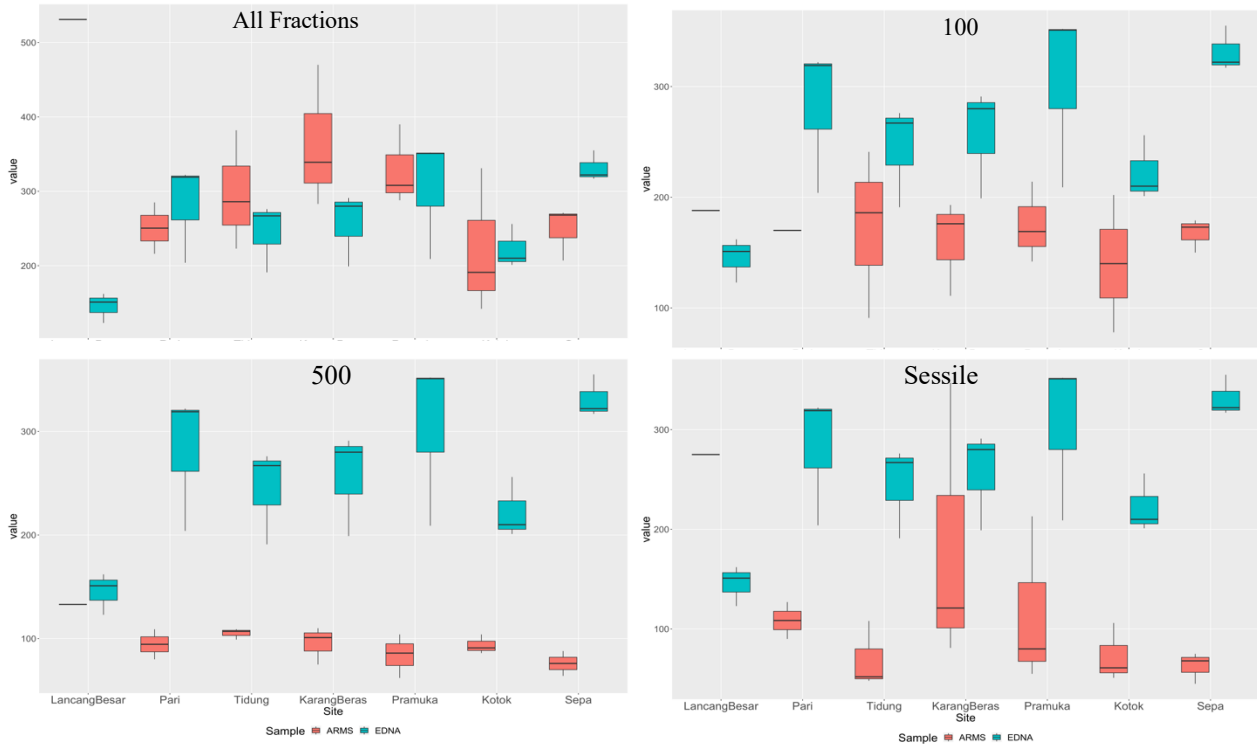 All Fractions
500
400
300
200
value
100
300
200
100
value
500
300
200
100
value
LancangBesar Pari Tidung KarangBeras Pramuka Kotok Sepa
Site
Sample ARMS EDNA
Sessile
300
200
100
value
LancangBesar Pari Tidung KarangBeras Pramuka Kotok Sepa
Site
Sample ARMS EDNA